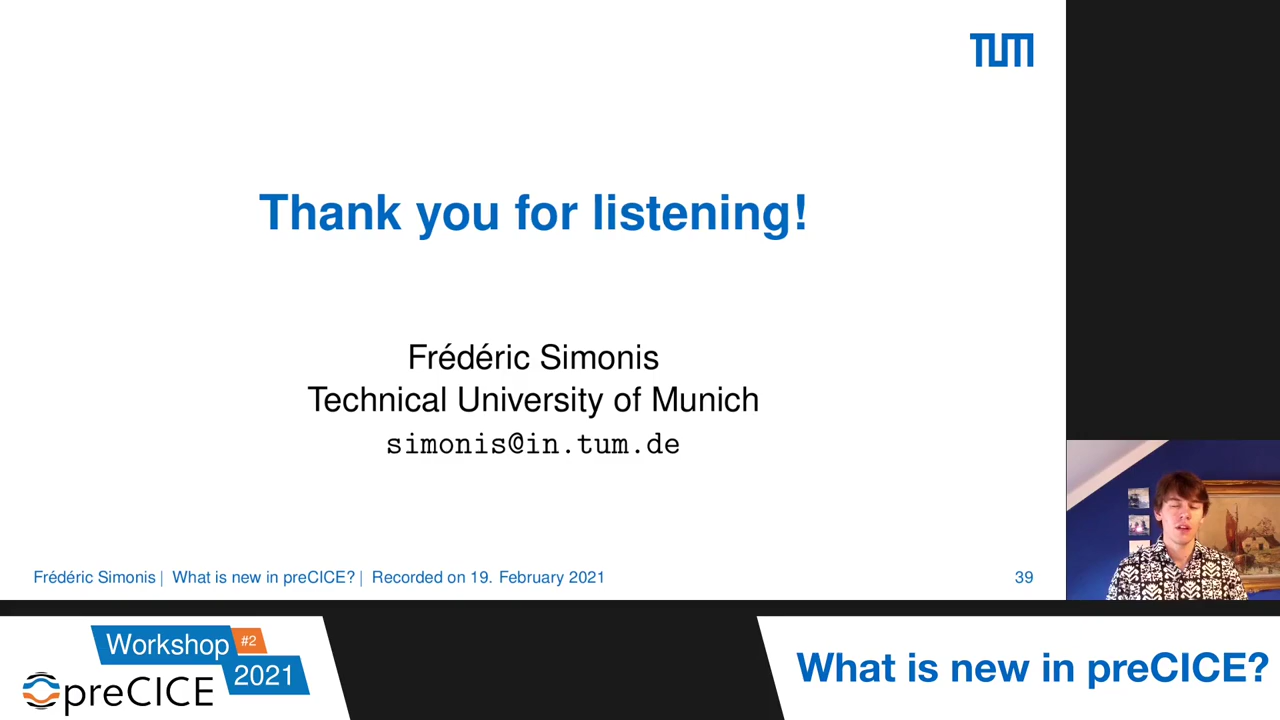 TUM
Thank you for listening!
Frédéric Simonis
Technical University of Munich
simonis@in.tum.de
Frédéric Simonis | What is new in preCICE? | Recorded on 19. February 2021
39
Workshop #2
2021
preCICE
What is new in preCICE?